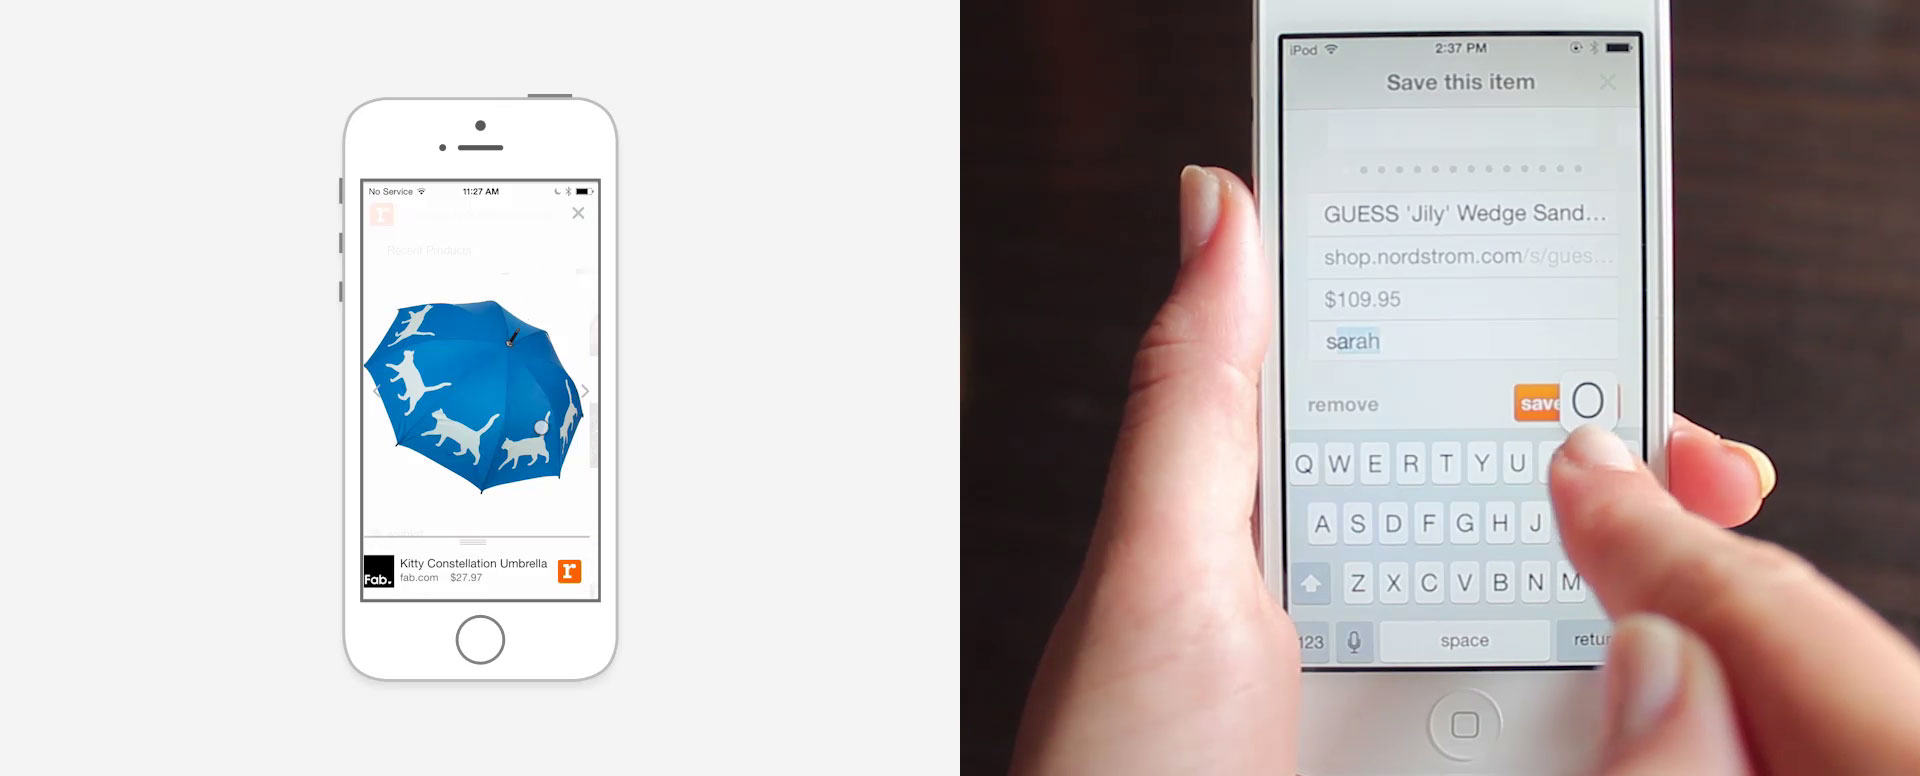 No Service
11:27 AM
r
Recent Products
Fab.
Kitty Constellation Umbrella
fab.com $27.97
r
iPod
2:37 PM
Save this item
GUESS 'Jily' Wedge Sand...
shop.nordstrom.com/s/gues...
$109.95
sarah
remove
save
O
Q W E R T Y U
A S D F G H J
Z X C V B N M
123
space
retur